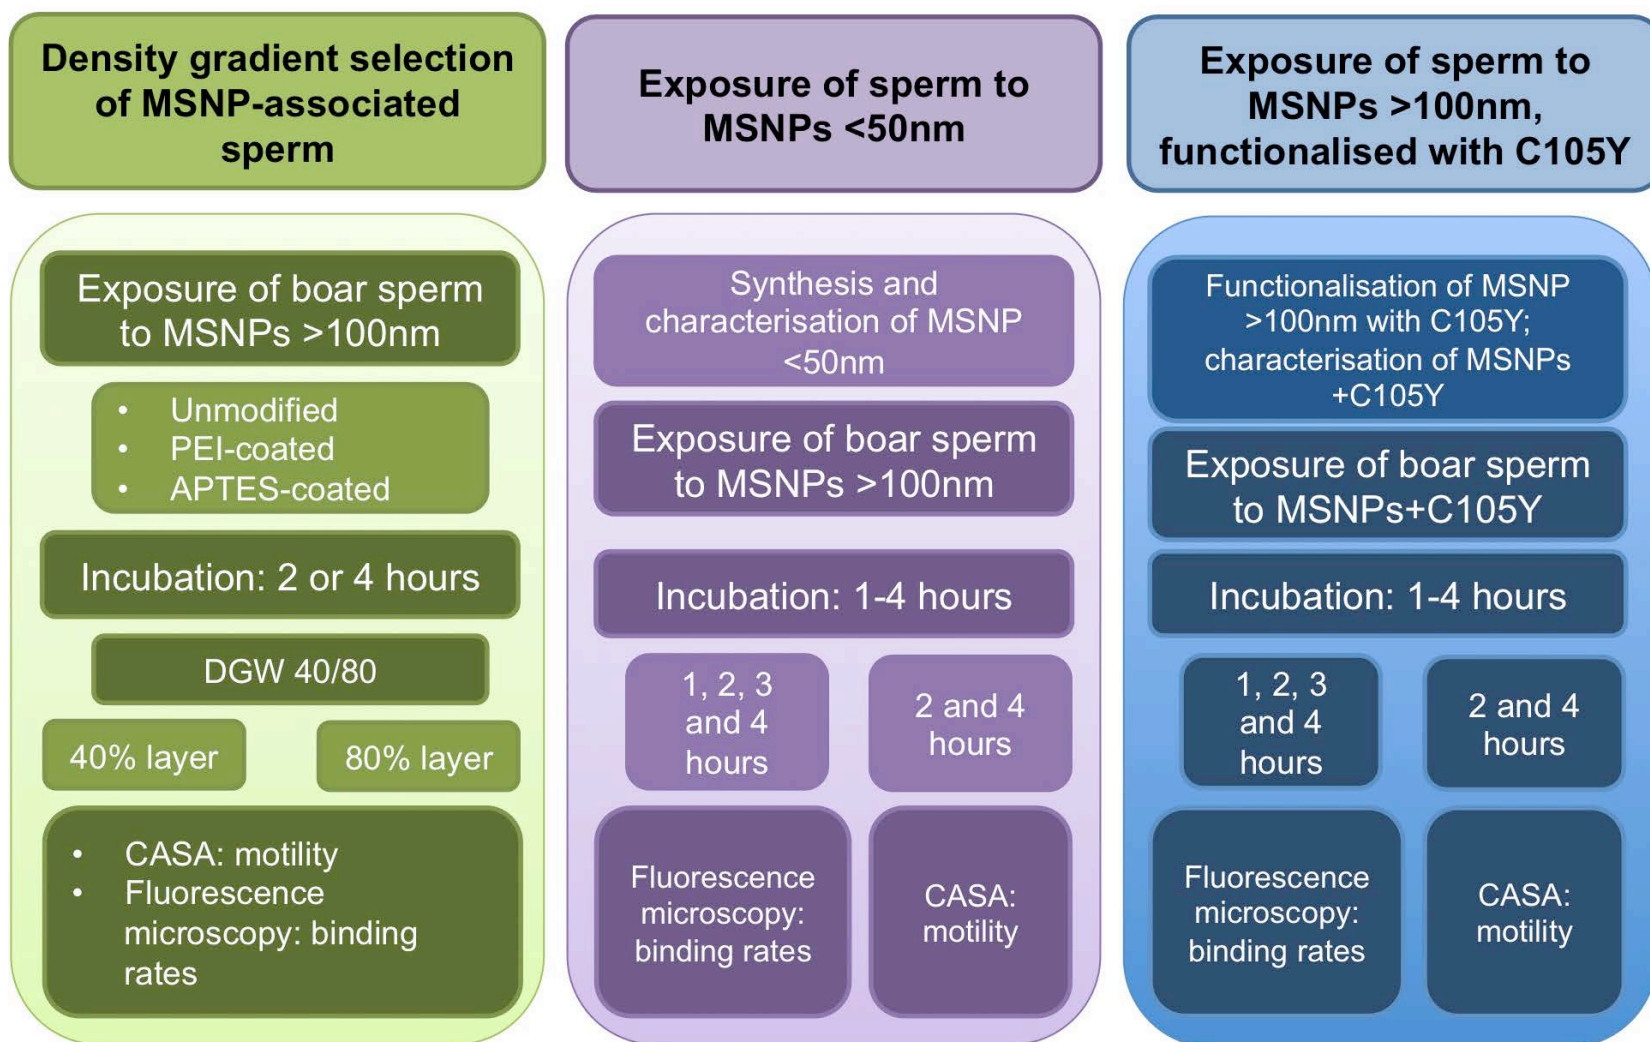 Density gradient selection
of MSNP-associated
sperm
Exposure of boar sperm
to MSNPs >100nm
• Unmodified
• PEI-coated
• APTES-coated
Incubation: 2 or 4 hours
DGW 40/80
40% layer
80% layer
• CASA: motility
• Fluorescence
microscopy: binding
rates
Exposure of sperm to
MSNPs <50nm
Synthesis and
characterisation of MSNP
<50nm
Exposure of boar sperm
to MSNPs >100nm
Incubation: 1-4 hours
1, 2, 3
and 4
hours
2 and 4
hours
Fluorescence
microscopy:
binding rates
CASA:
motility
Exposure of sperm to
MSNPs >100nm,
functionalised with C105Y
Functionalisation of MSNP
>100nm with C105Y;
characterisation of MSNPs
+C105Y
Exposure of boar sperm
to MSNPs+C105Y
Incubation: 1-4 hours
1, 2, 3
and 4
hours
2 and 4
hours
Fluorescence
microscopy:
binding rates
CASA:
motility